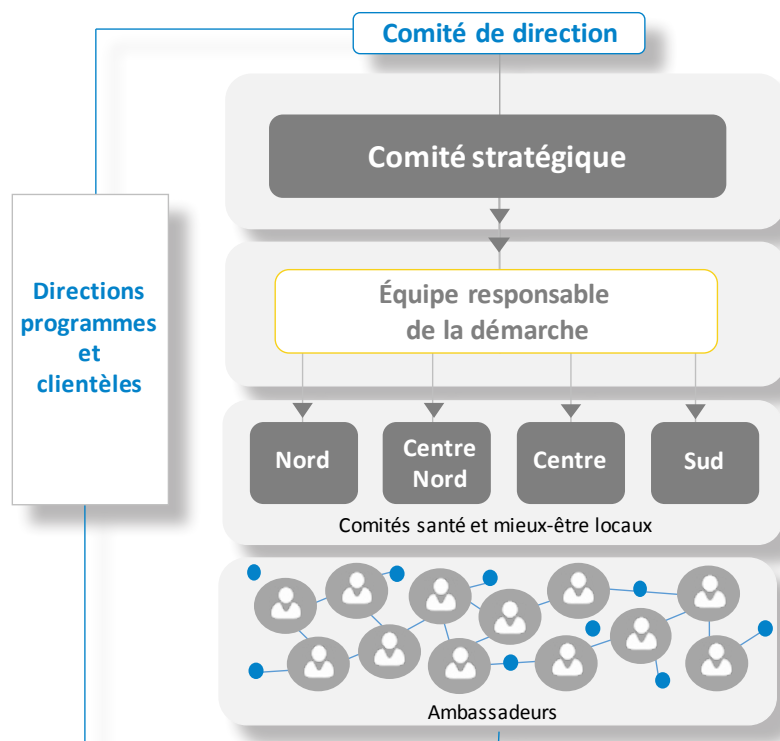 Comité de direction
Comité stratégique
Directions
programmes
et
clientèles
Équipe responsable
de la démarche
Nord
Centre
Nord
Centre
Sud
Comités santé et mieux-être locaux
Ambassadeurs